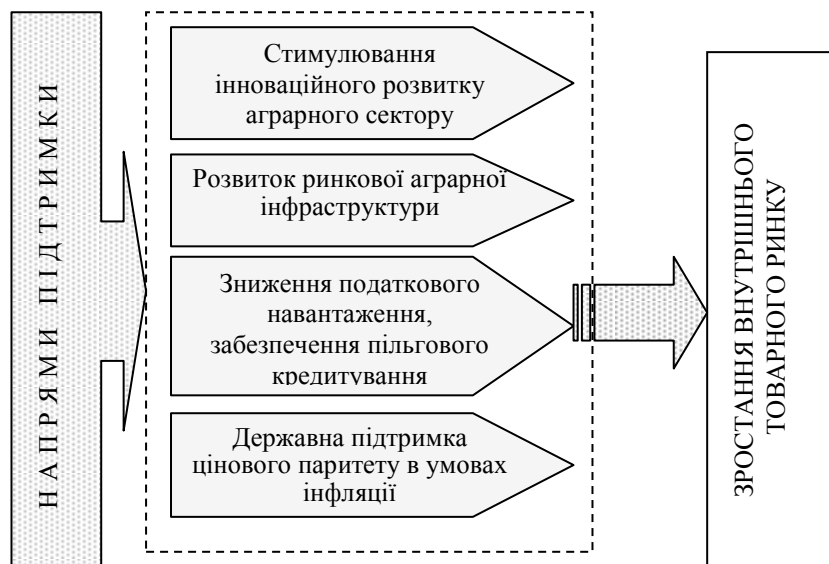 НАПРЯМИ ПІДТРИМКИ
Стимулювання
інноваційного розвитку
аграрного сектору
Розвиток ринкової аграрної
інфраструктури
Зниження податкового
навантаження,
забезпечення пільгового
кредитування
Державна підтримка
цінового паритету в умовах
інфляції
ЗРОСТАННЯ ВНУТРІШНЬОГО
ТОВАРНОГО РИНКУ